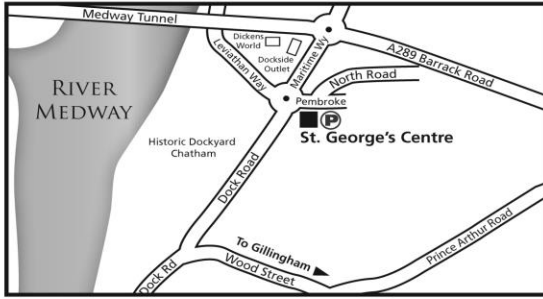 Medway Tunnel
Dickens
World
Dockside
Outlet
Leviathan Way
Maritime Wy
A289 Barrack Road
North Road
Pembroke
P
St. George's Centre
RIVER
MEDWAY
Historic Dockyard
Chatham
Dock Road
To Gillingham
Prince Arthur Road
Wood Street
Dock Rd